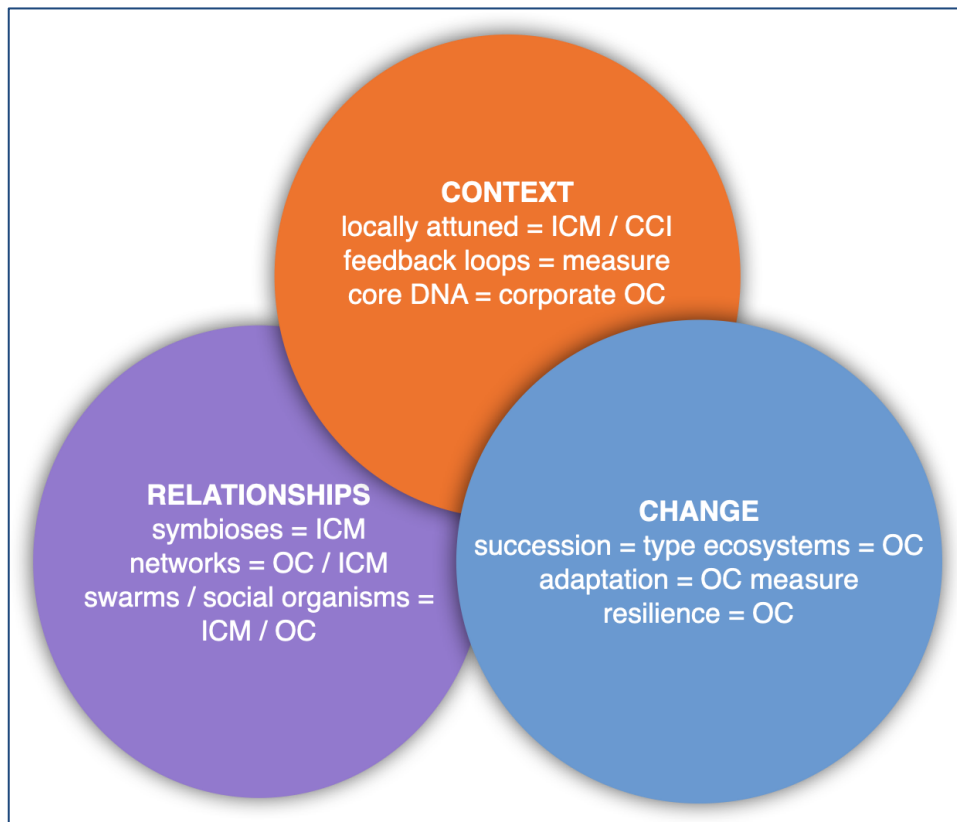 CONTEXT
locally attuned = ICM / CCI
feedback loops = measure
core DNA = corporate OC
RELATIONSHIPS
symbioses = ICM
networks = OC / ICM
swarms / social organisms =
ICM / OC
CHANGE
succession = type ecosystems = OC
adaptation = OC measure
resilience = OC